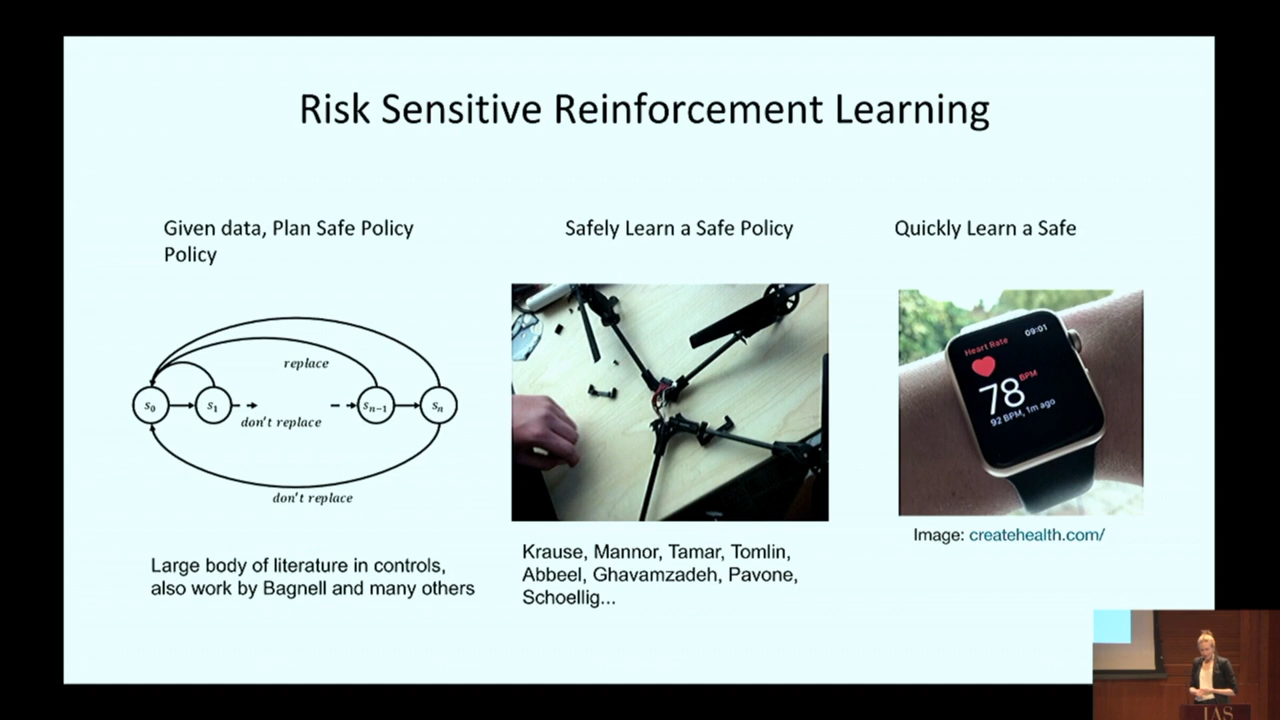 Risk Sensitive Reinforcement Learning
Given data, Plan Safe Policy
Policy
Safely Learn a Safe Policy
Quickly Learn a Safe
replace
s0
s1
sn−1
sn
don't replace
don't replace
09:01
Heart Rate
78 BPM
92 BPM, 1m ago
Large body of literature in controls,
also work by Bagnell and many others
Krause, Mannor, Tamar, Tomlin,
Abbeel, Ghavamzadeh, Pavone,
Schoellig...
Image: createhealth.com/
IAS